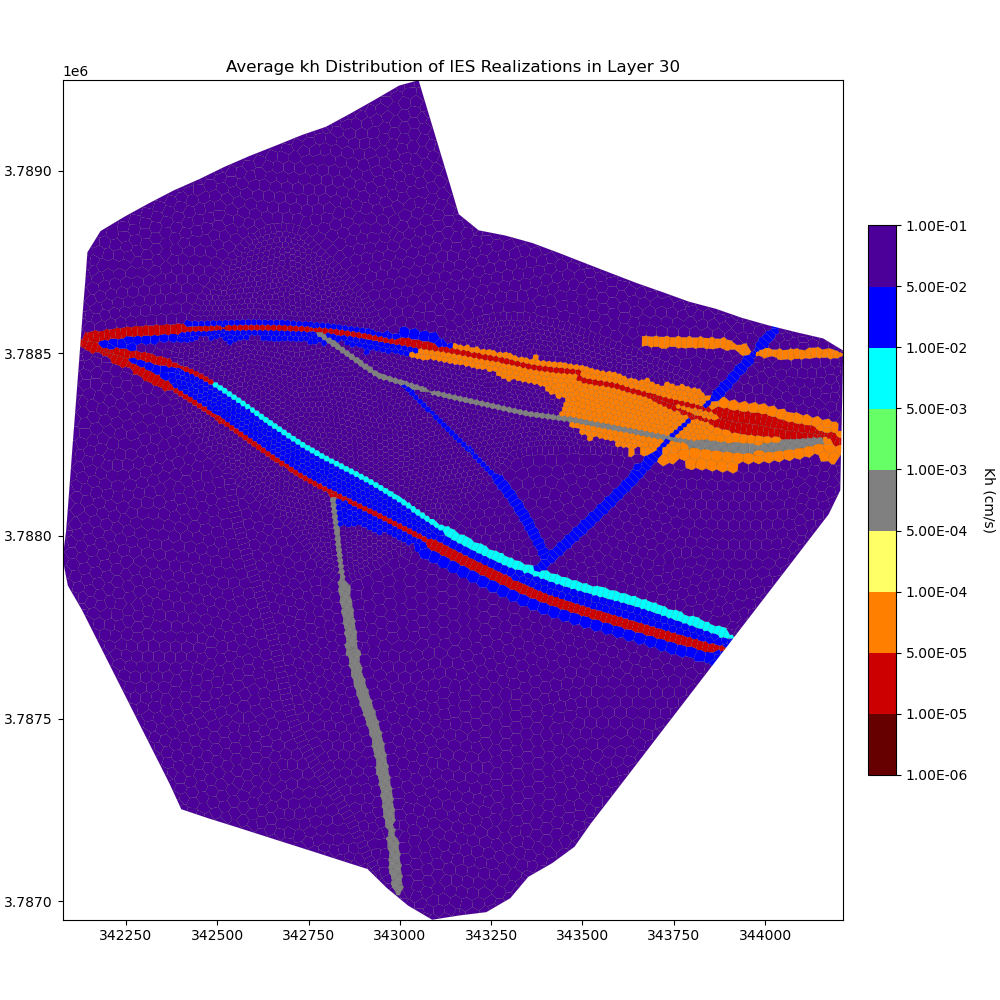 Average kh Distribution of IES Realizations in Layer 30
1e6
3.7890
3.7885
3.7880
3.7875
3.7870
342250 342500 342750 343000 343250 343500 343750 344000
1.00E-01
5.00E-02
1.00E-02
5.00E-03
1.00E-03
5.00E-04
1.00E-04
5.00E-05
1.00E-05
1.00E-06
Kh (cm/s)